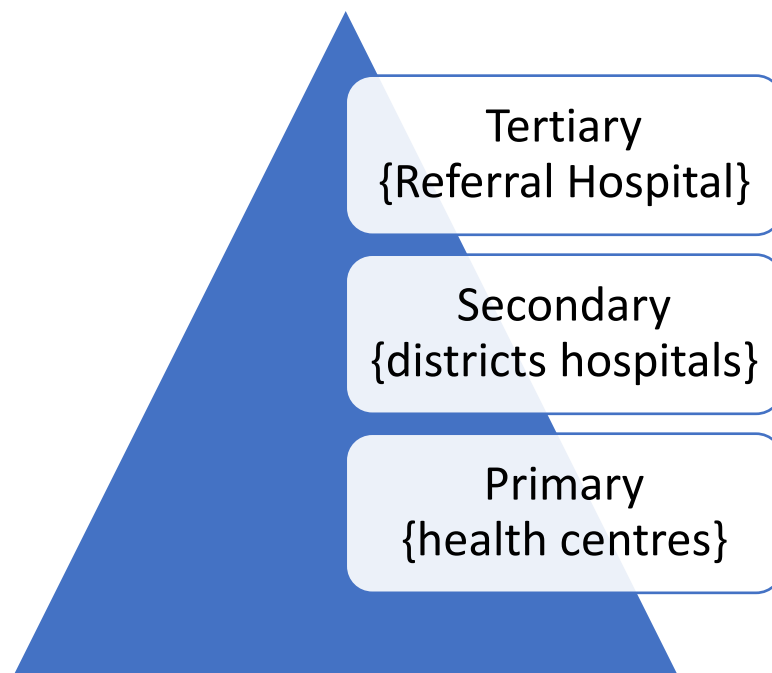 Tertiary
{Referral Hospital}
Secondary
{districts hospitals}
Primary
{health centres}